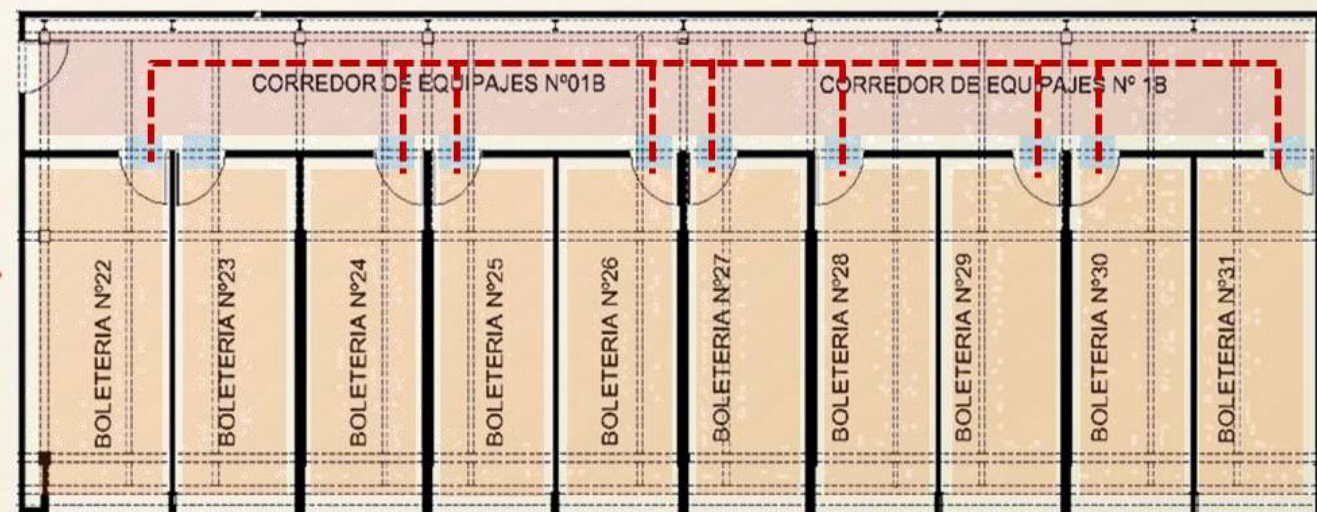 CORREDOR DE EQUIPAJES Nº01B
CORREDOR DE EQUIPAJES Nº 1B
BOLETERIA Nº22
BOLETERIA Nº23
BOLETERIA Nº24
BOLETERIA Nº25
BOLETERIA Nº26
BOLETERIA Nº27
BOLETERIA Nº28
BOLETERIA Nº29
BOLETERIA Nº30
BOLETERIA Nº31